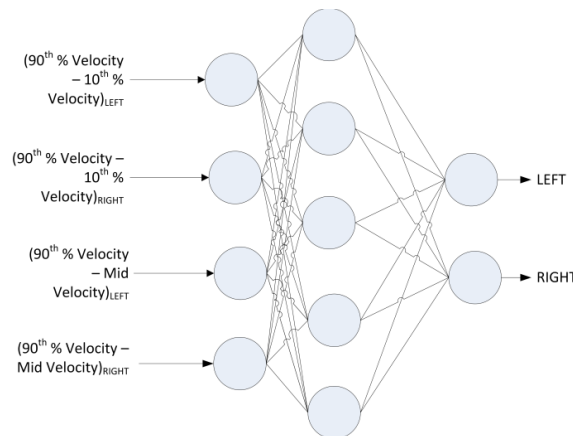 (90th % Velocity
– 10th %
Velocity)LEFT
(90th % Velocity –
10th %
Velocity)RIGHT
(90th % Velocity
– Mid
Velocity)LEFT
(90th % Velocity –
Mid Velocity)RIGHT
LEFT
RIGHT